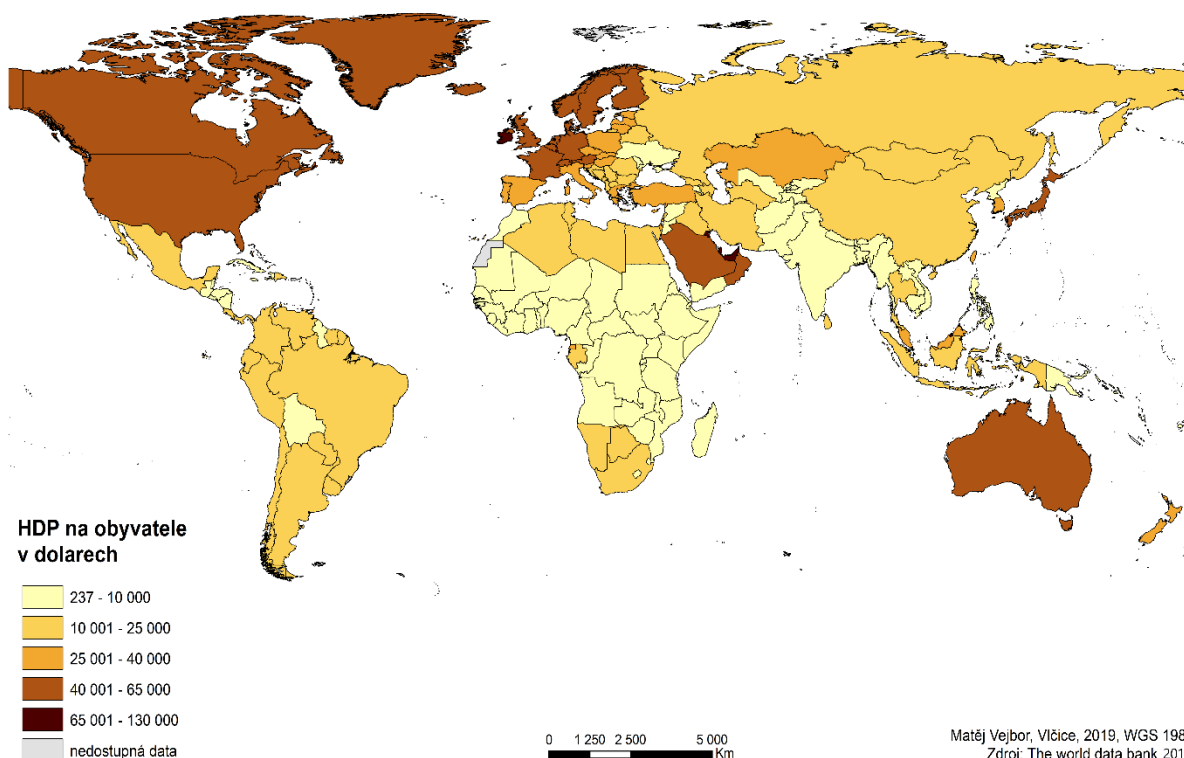 HDP na obyvatele
v dolarech
237 - 10 000
10 001 - 25 000
25 001 - 40 000
40 001 - 65 000
65 001 - 130 000
nedostupná data
0 1 250 2 500 5 000
Km
Matěj Vejbor, Vlčice, 2019, WGS 198
Zdroj: The world data bank 201